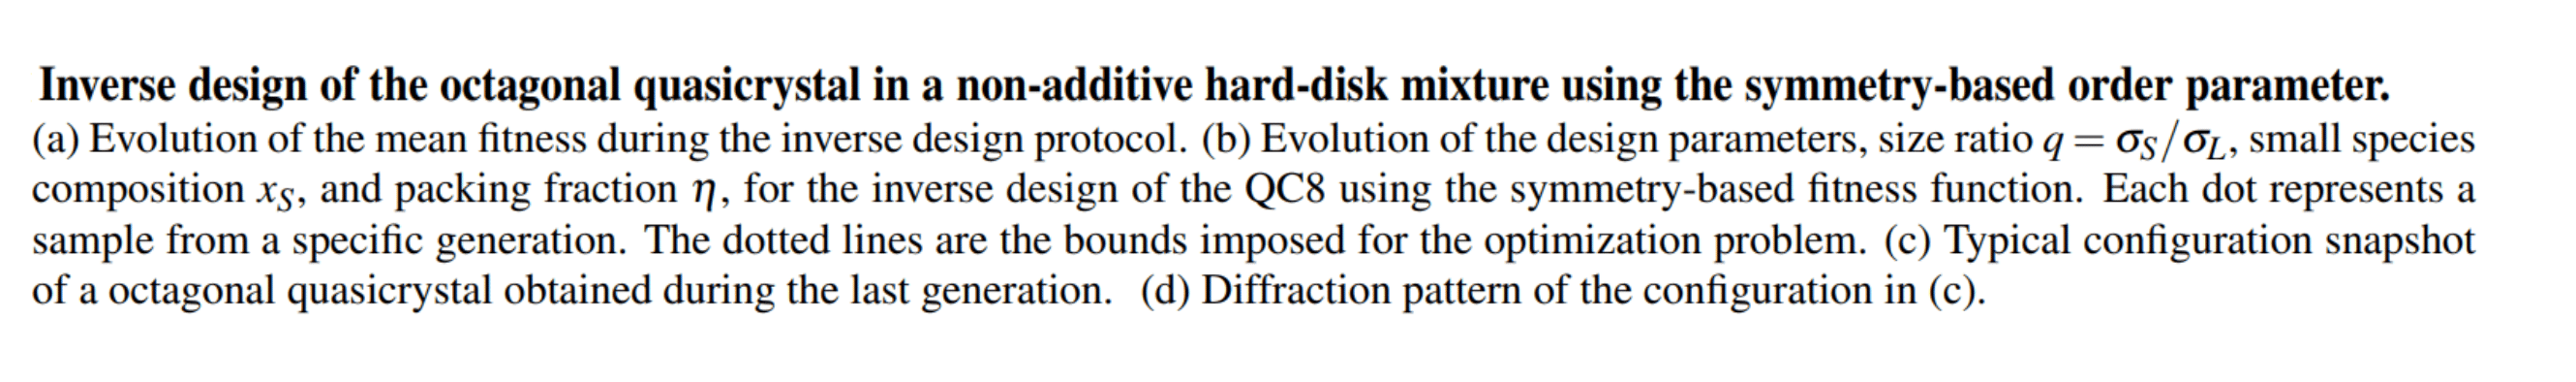 Inverse design of the octagonal quasicrystal in a non-additive hard-disk mixture using the symmetry-based order parameter.
(a) Evolution of the mean fitness during the inverse design protocol. (b) Evolution of the design parameters, size ratio q = σS/σL, small species
composition xS, and packing fraction η, for the inverse design of the QC8 using the symmetry-based fitness function. Each dot represents a
sample from a specific generation. The dotted lines are the bounds imposed for the optimization problem. (c) Typical configuration snapshot
of a octagonal quasicrystal obtained during the last generation. (d) Diffraction pattern of the configuration in (c).